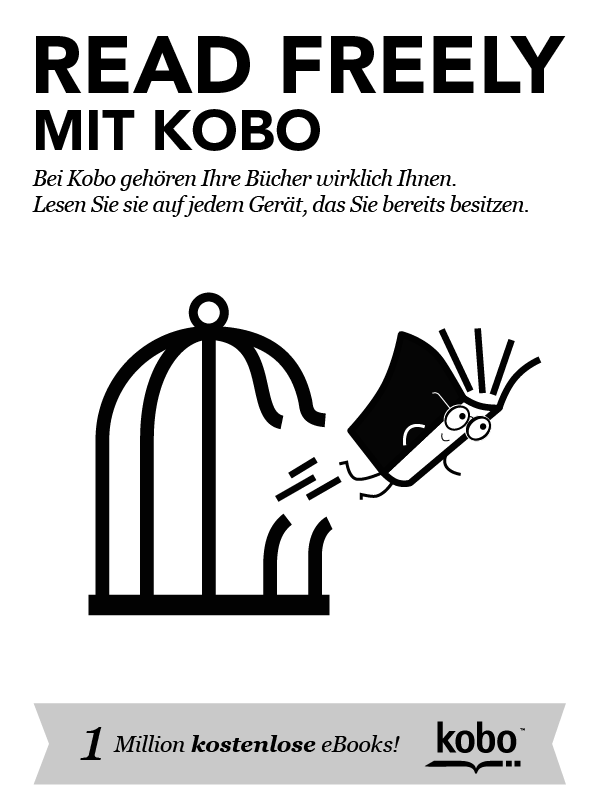 READ FREELY
MIT KOBO
Bei Kobo gehören Ihre Bücher wirklich Ihnen.
Lesen Sie sie auf jedem Gerät, das Sie bereits besitzen.
1 Million kostenlose eBooks!
kobo™